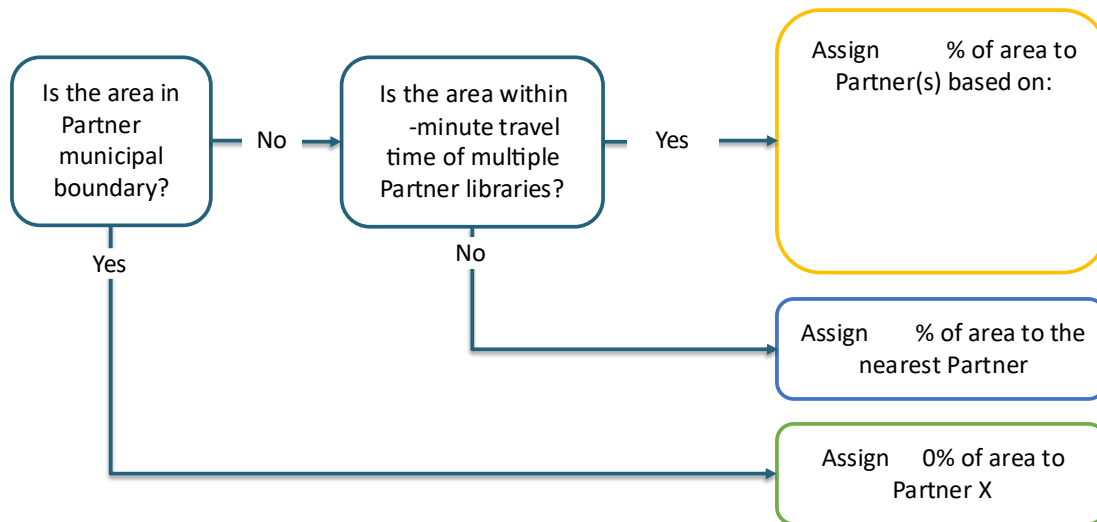 Is the area in
Partner
municipal
boundary?
No
Is the area within
-minute travel
time of multiple
Partner libraries?
Yes
Assign % of area to
Partner(s) based on:
Yes
No
Assign % of area to the
nearest Partner
Assign 0% of area to
Partner X